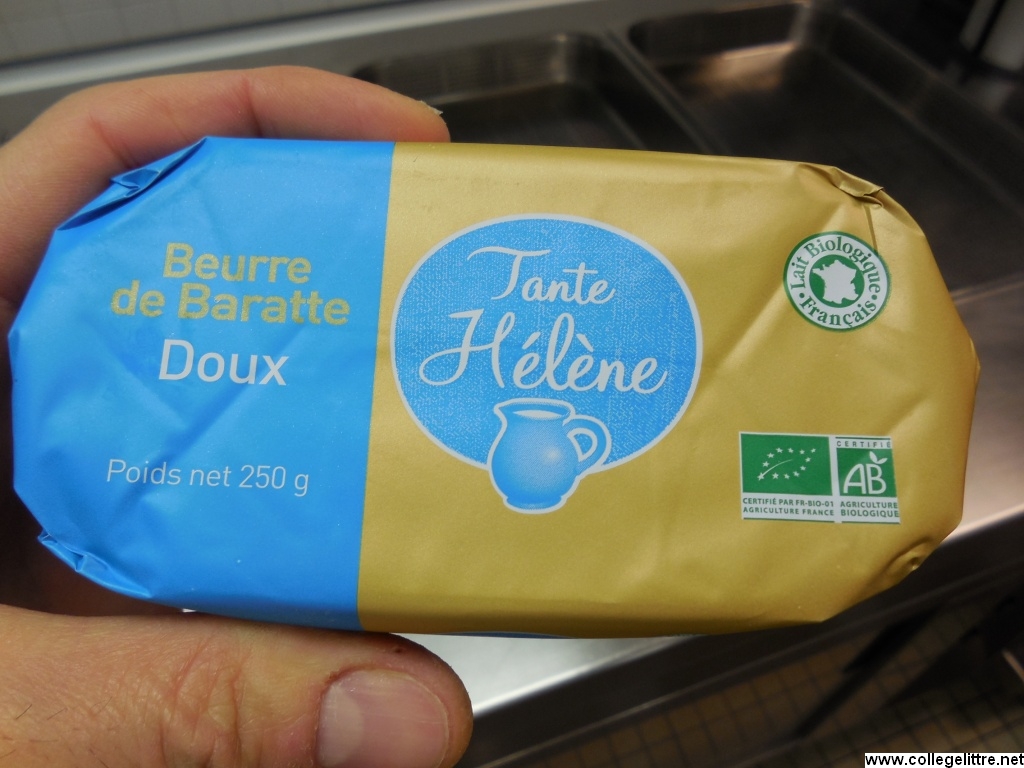 Beurre
de Baratte
Doux
Poids net 250 g
Tante
Hélène
Lait Biologique
Français
CERTIFIÉ PAR FR-BIO-01
AGRICULTURE FRANCE
CERTIFIÉ
AB
AGRICULTURE
BIOLOGIQUE
www.collegelittre.net